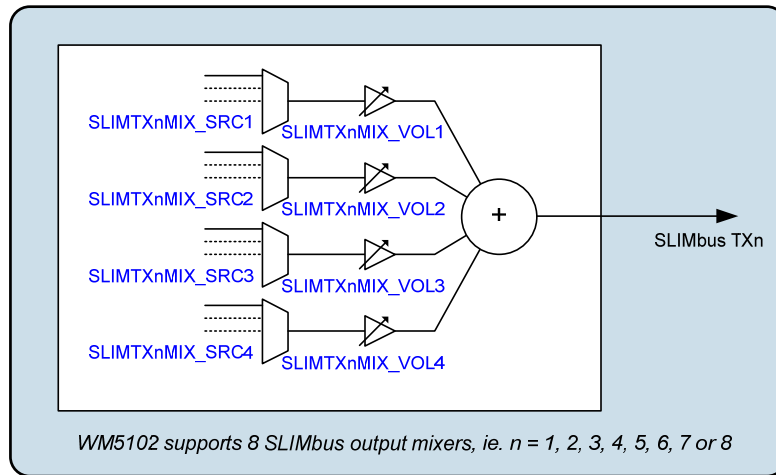 SLIMTXnMIX_SRC1
SLIMTXnMIX_VOL1
SLIMTXnMIX_SRC2
SLIMTXnMIX_VOL2
+
SLIMbus TXn
SLIMTXnMIX_SRC3
SLIMTXnMIX_VOL3
SLIMTXnMIX_SRC4
SLIMTXnMIX_VOL4
WM5102 supports 8 SLIMbus output mixers, ie. n = 1, 2, 3, 4, 5, 6, 7 or 8